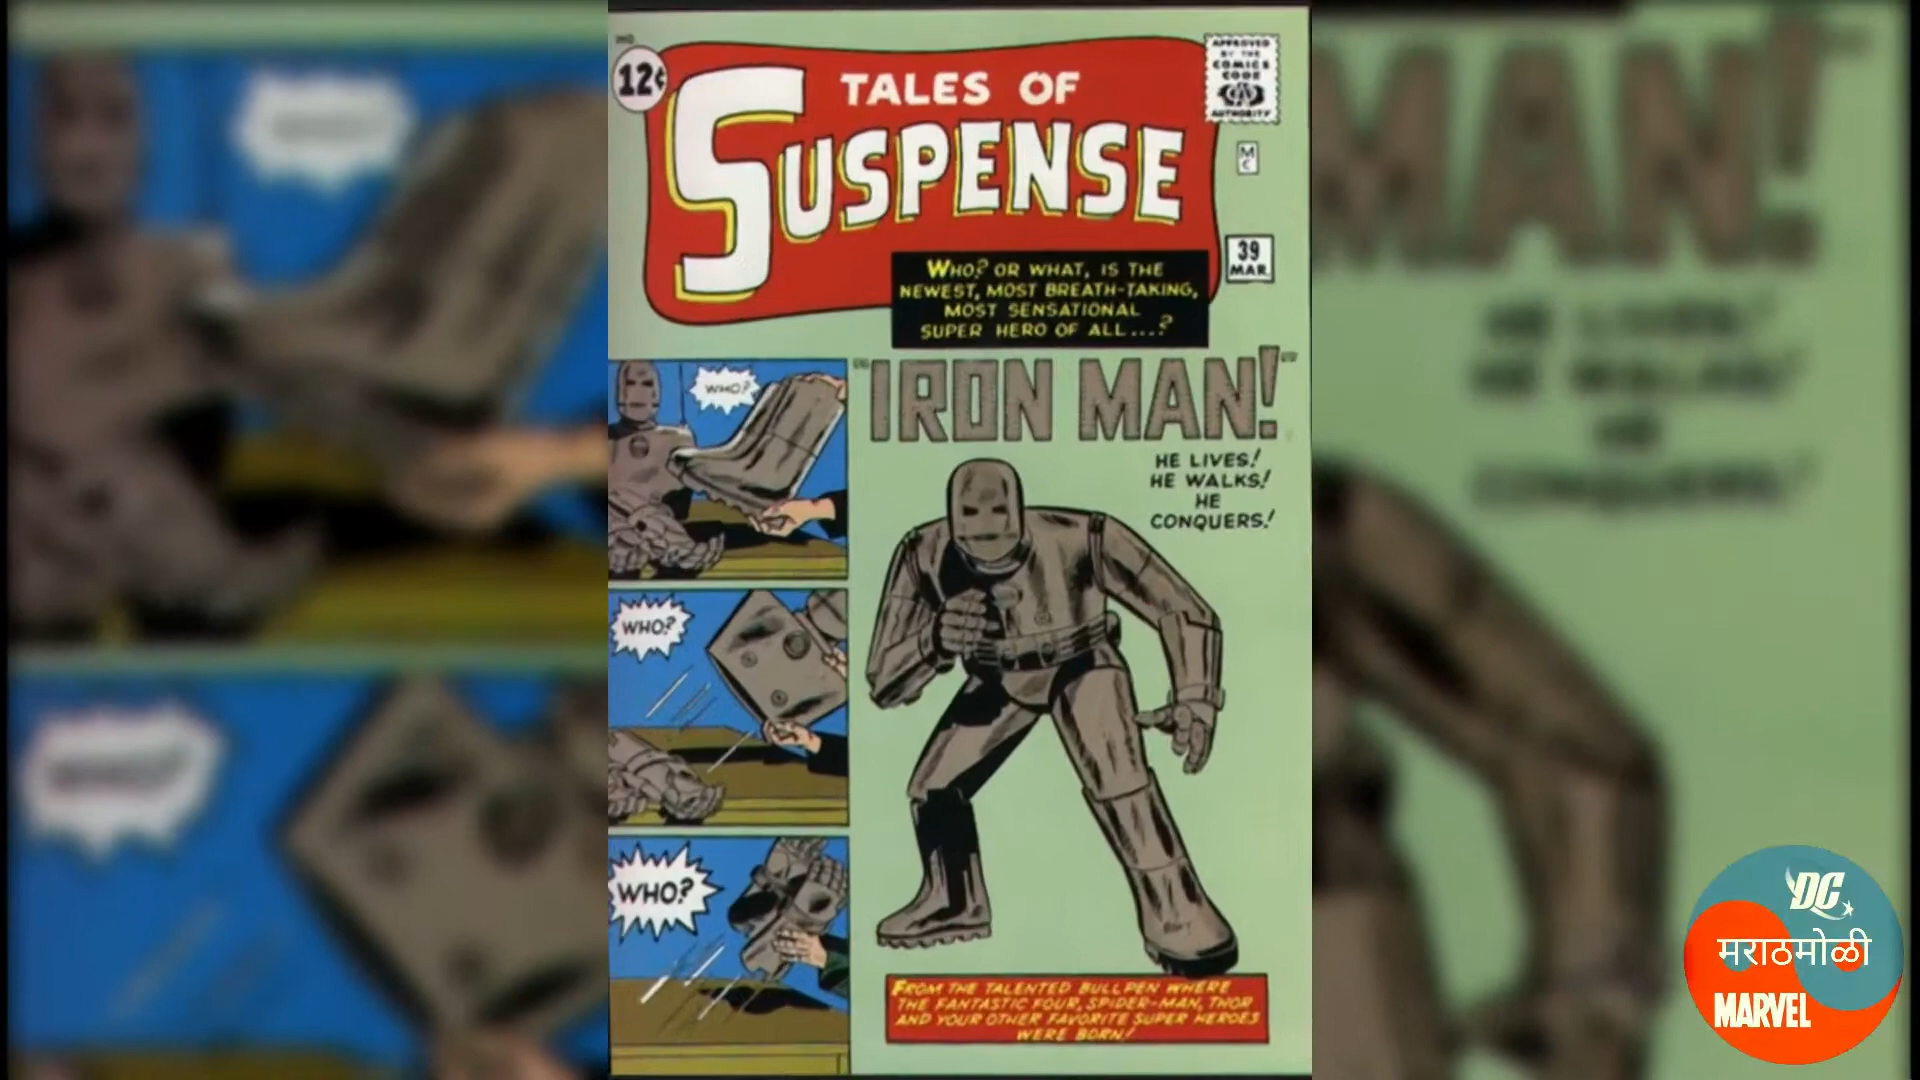 12¢
TALES OF
SUSPENSE
APPROVED
BY THE
COMICS
CODE
AUTHORITY
M
C
39
MAR.
WHO? OR WHAT, IS THE
NEWEST, MOST BREATH-TAKING,
MOST SENSATIONAL
SUPER HERO OF ALL....?
"IRON MAN!"
HE LIVES!
HE WALKS!
HE
CONQUERS!
WHO?
WHO?
WHO?
FROM THE TALENTED BULLPEN WHERE
THE FANTASTIC FOUR, SPIDER-MAN, THOR
AND YOUR OTHER FAVORITE SUPER HEROES
WERE BORN!
MAN!
HE
DC
मराठमोळी
MARVEL